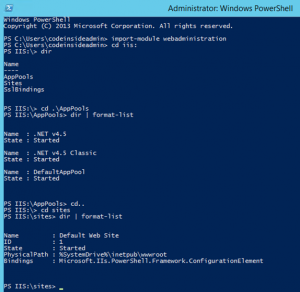 Administrator: Windows PowerShell
Windows PowerShell
Copyright (C) 2013 Microsoft Corporation. All rights reserved.
PS C:\Users\codeinsideadmin> import-module webadministration
PS C:\Users\codeinsideadmin> cd iis:
PS IIS:\> dir
Name
----
AppPools
Sites
SslBindings
PS IIS:\> cd .\AppPools
PS IIS:\AppPools> dir | format-list
Name : .NET v4.5
State : Started
Name : .NET v4.5 Classic
State : Started
Name : DefaultAppPool
State : Started
PS IIS:\AppPools> cd..
PS IIS:\> cd sites
PS IIS:\sites> dir | format-list
Name : Default Web Site
ID : 1
State : Started
PhysicalPath : %SystemDrive%\inetpub\wwwroot
Bindings : Microsoft.IIs.PowerShell.Framework.ConfigurationElement
PS IIS:\sites> _